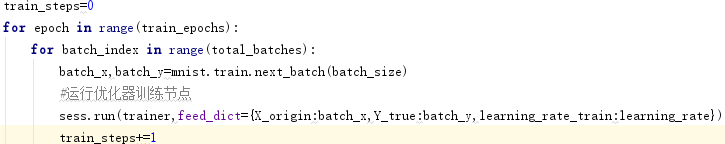 train_steps=0
for epoch in range(train_epochs):
for batch_index in range(total_batches):
batch_x,batch_y=mnist.train.next_batch(batch_size)
#运行优化器训练节点
sess.run(trainer,feed_dict={X_origin:batch_x,Y_true:batch_y,learning_rate_train:learning_rate})
train_steps+=1